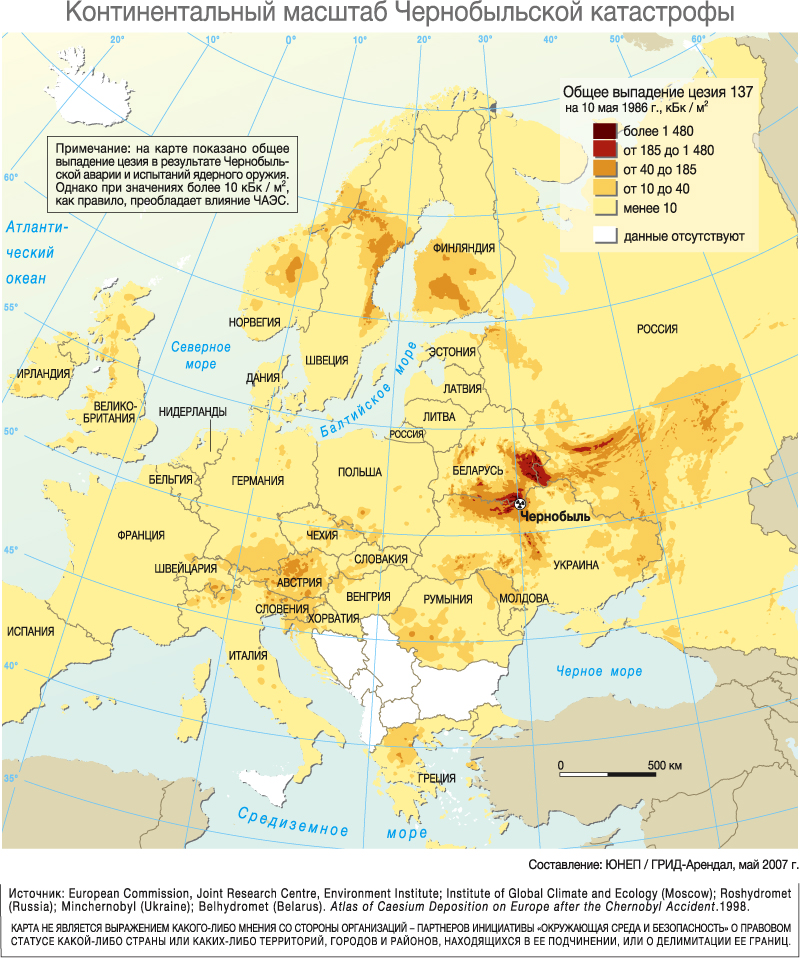 Континентальный масштаб Чернобыльской катастрофы
20°
10°
0°
10°
20°
30°
40°
50°
60°
Общее выпадение цезия 137
на 10 мая 1986 г., кБк / м²
более 1 480
от 185 до 1 480
от 40 до 185
от 10 до 40
менее 10
данные отсутствуют
Примечание: на карте показано общее
выпадение цезия в результате Чернобыль-
ской аварии и испытаний ядерного оружия.
Однако при значениях более 10 кБк / м²,
как правило, преобладает влияние ЧАЭС.
60°
Атланти-
ческий
океан
55°
ФИНЛЯНДИЯ
НОРВЕГИЯ
РОССИЯ
Северное
море
ШВЕЦИЯ
ЭСТОНИЯ
ИРЛАНДИЯ
ДАНИЯ
Балтийское море
ЛАТВИЯ
ВЕЛИКО-
БРИТАНИЯ
НИДЕРЛАНДЫ
ЛИТВА
РОССИЯ
50°
БЕЛЬГИЯ
ГЕРМАНИЯ
ПОЛЬША
БЕЛАРУСЬ
Чернобыль
ФРАНЦИЯ
ЧЕХИЯ
45°
ШВЕЙЦАРИЯ
СЛОВАКИЯ
УКРАИНА
АВСТРИЯ
ВЕНГРИЯ
РУМЫНИЯ
МОЛДОВА
СЛОВЕНИЯ
ХОРВАТИЯ
ИСПАНИЯ
ИТАЛИЯ
40°
Черное море
35°
ГРЕЦИЯ
0
500 км
Средиземное море
10°
20°
30°
40°
Составление: ЮНЕП / ГРИД-Арендал, май 2007 г.
Источник: European Commission, Joint Research Centre, Environment Institute; Institute of Global Climate and Ecology (Moscow); Roshydromet
(Russia); Minchernobyl (Ukraine); Belhydromet (Belarus). Atlas of Caesium Deposition on Europe after the Chernobyl Accident.1998.
КАРТА НЕ ЯВЛЯЕТСЯ ВЫРАЖЕНИЕМ КАКОГО-ЛИБО МНЕНИЯ СО СТОРОНЫ ОРГАНИЗАЦИЙ – ПАРТНЕРОВ ИНИЦИАТИВЫ «ОКРУЖАЮЩАЯ СРЕДА И БЕЗОПАСНОСТЬ» О ПРАВОВОМ
СТАТУСЕ КАКОЙ-ЛИБО СТРАНЫ ИЛИ КАКИХ-ЛИБО ТЕРРИТОРИЙ, ГОРОДОВ И РАЙОНОВ, НАХОДЯЩИХСЯ В ЕЕ ПОДЧИНЕНИИ, ИЛИ О ДЕЛИМИТАЦИИ ЕЕ ГРАНИЦ.